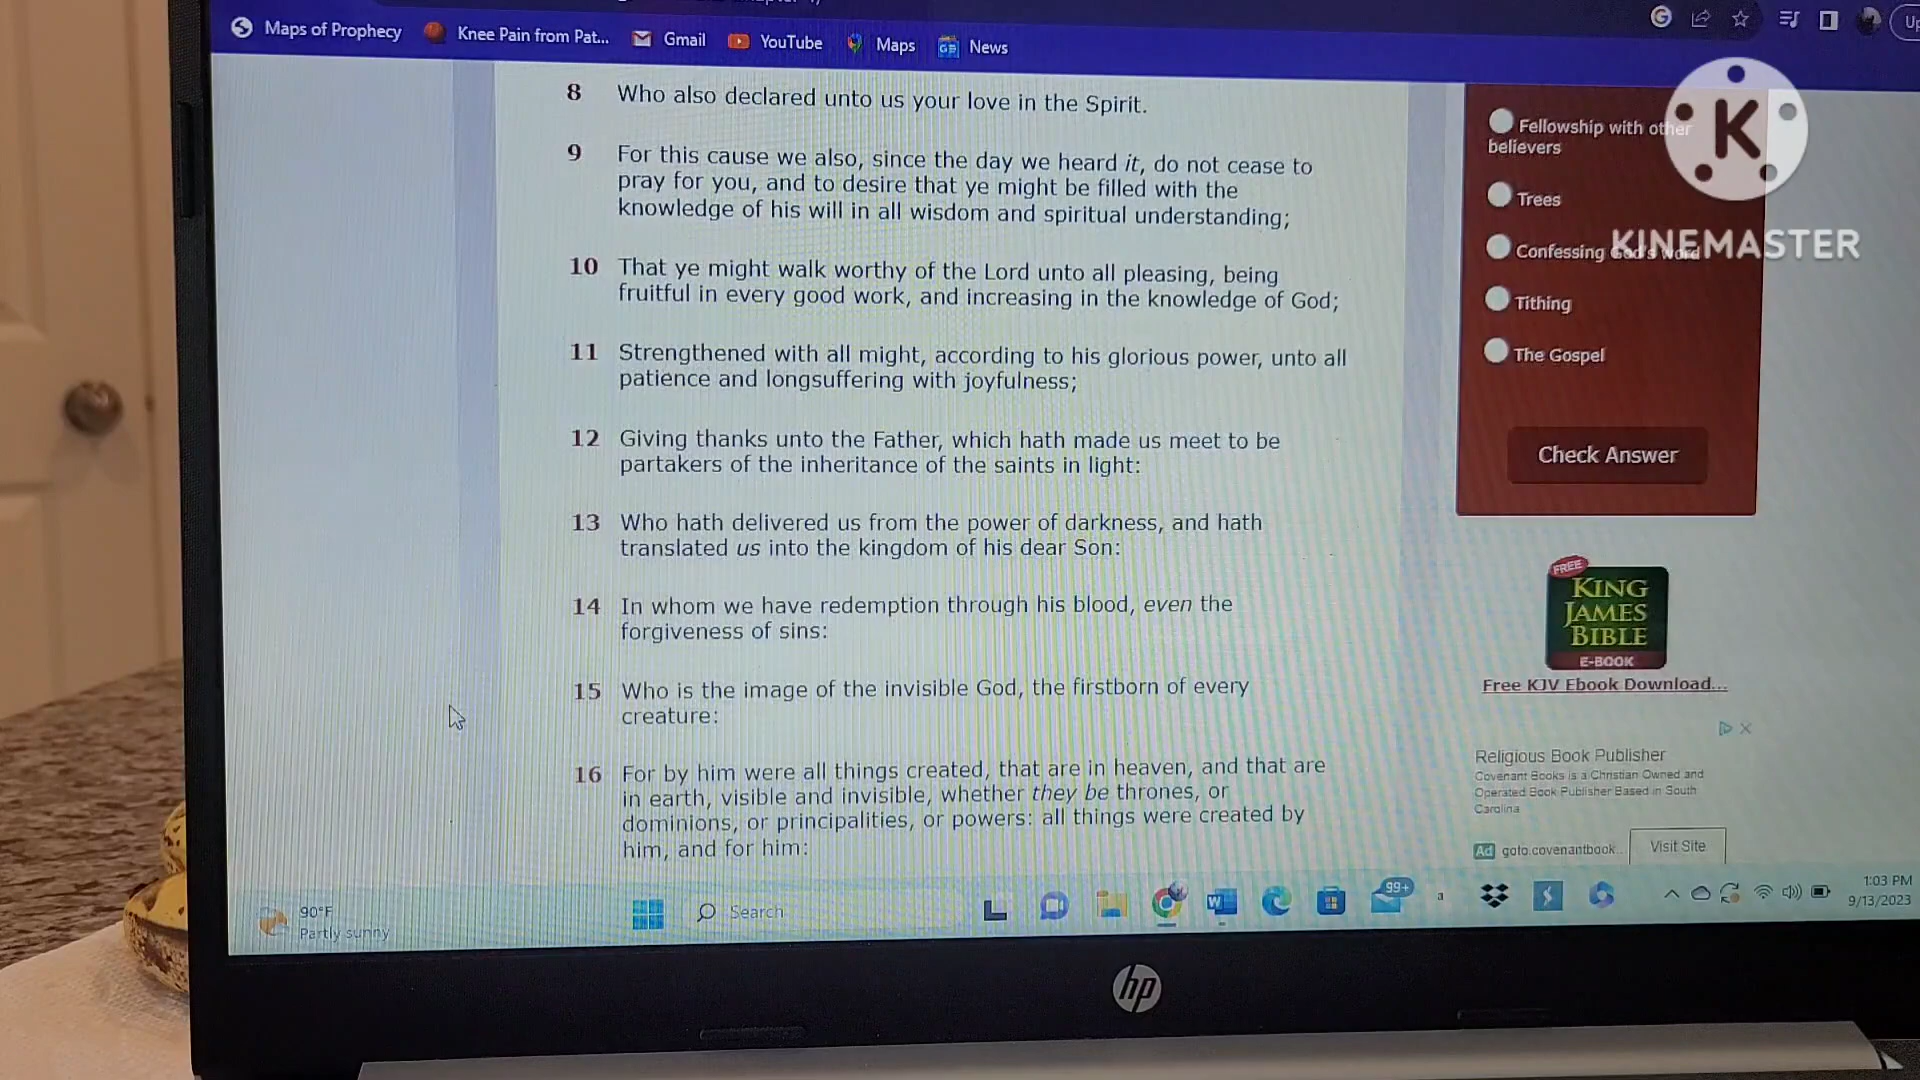 Maps of Prophecy
Knee Pain from Pat...
Gmail
YouTube
Maps
News
8 Who also declared unto us your love in the Spirit.
9 For this cause we also, since the day we heard it, do not cease to
pray for you, and to desire that ye might be filled with the
knowledge of his will in all wisdom and spiritual understanding;
10 That ye might walk worthy of the Lord unto all pleasing, being
fruitful in every good work, and increasing in the knowledge of God;
11 Strengthened with all might, according to his glorious power, unto all
patience and longsuffering with joyfulness;
12 Giving thanks unto the Father, which hath made us meet to be
partakers of the inheritance of the saints in light:
13 Who hath delivered us from the power of darkness, and hath
translated us into the kingdom of his dear Son:
14 In whom we have redemption through his blood, even the
forgiveness of sins:
15 Who is the image of the invisible God, the firstborn of every
creature:
16 For by him were all things created, that are in heaven, and that are
in earth, visible and invisible, whether they be thrones, or
dominions, or principalities, or powers: all things were created by
him, and for him:
Fellowship with other
believers
Trees
Confessing God's word
Tithing
The Gospel
Check Answer
K
KINEMASTER
FREE
KING
JAMES
BIBLE
E-BOOK
Free KJV Ebook Download...
Religious Book Publisher
Covenant Books is a Christian Owned and
Operated Book Publisher Based in South
Carolina
Ad goto.covenantbook..
Visit Site
90°F
Partly sunny
Search
99+
a
1:03 PM
9/13/2023
hp